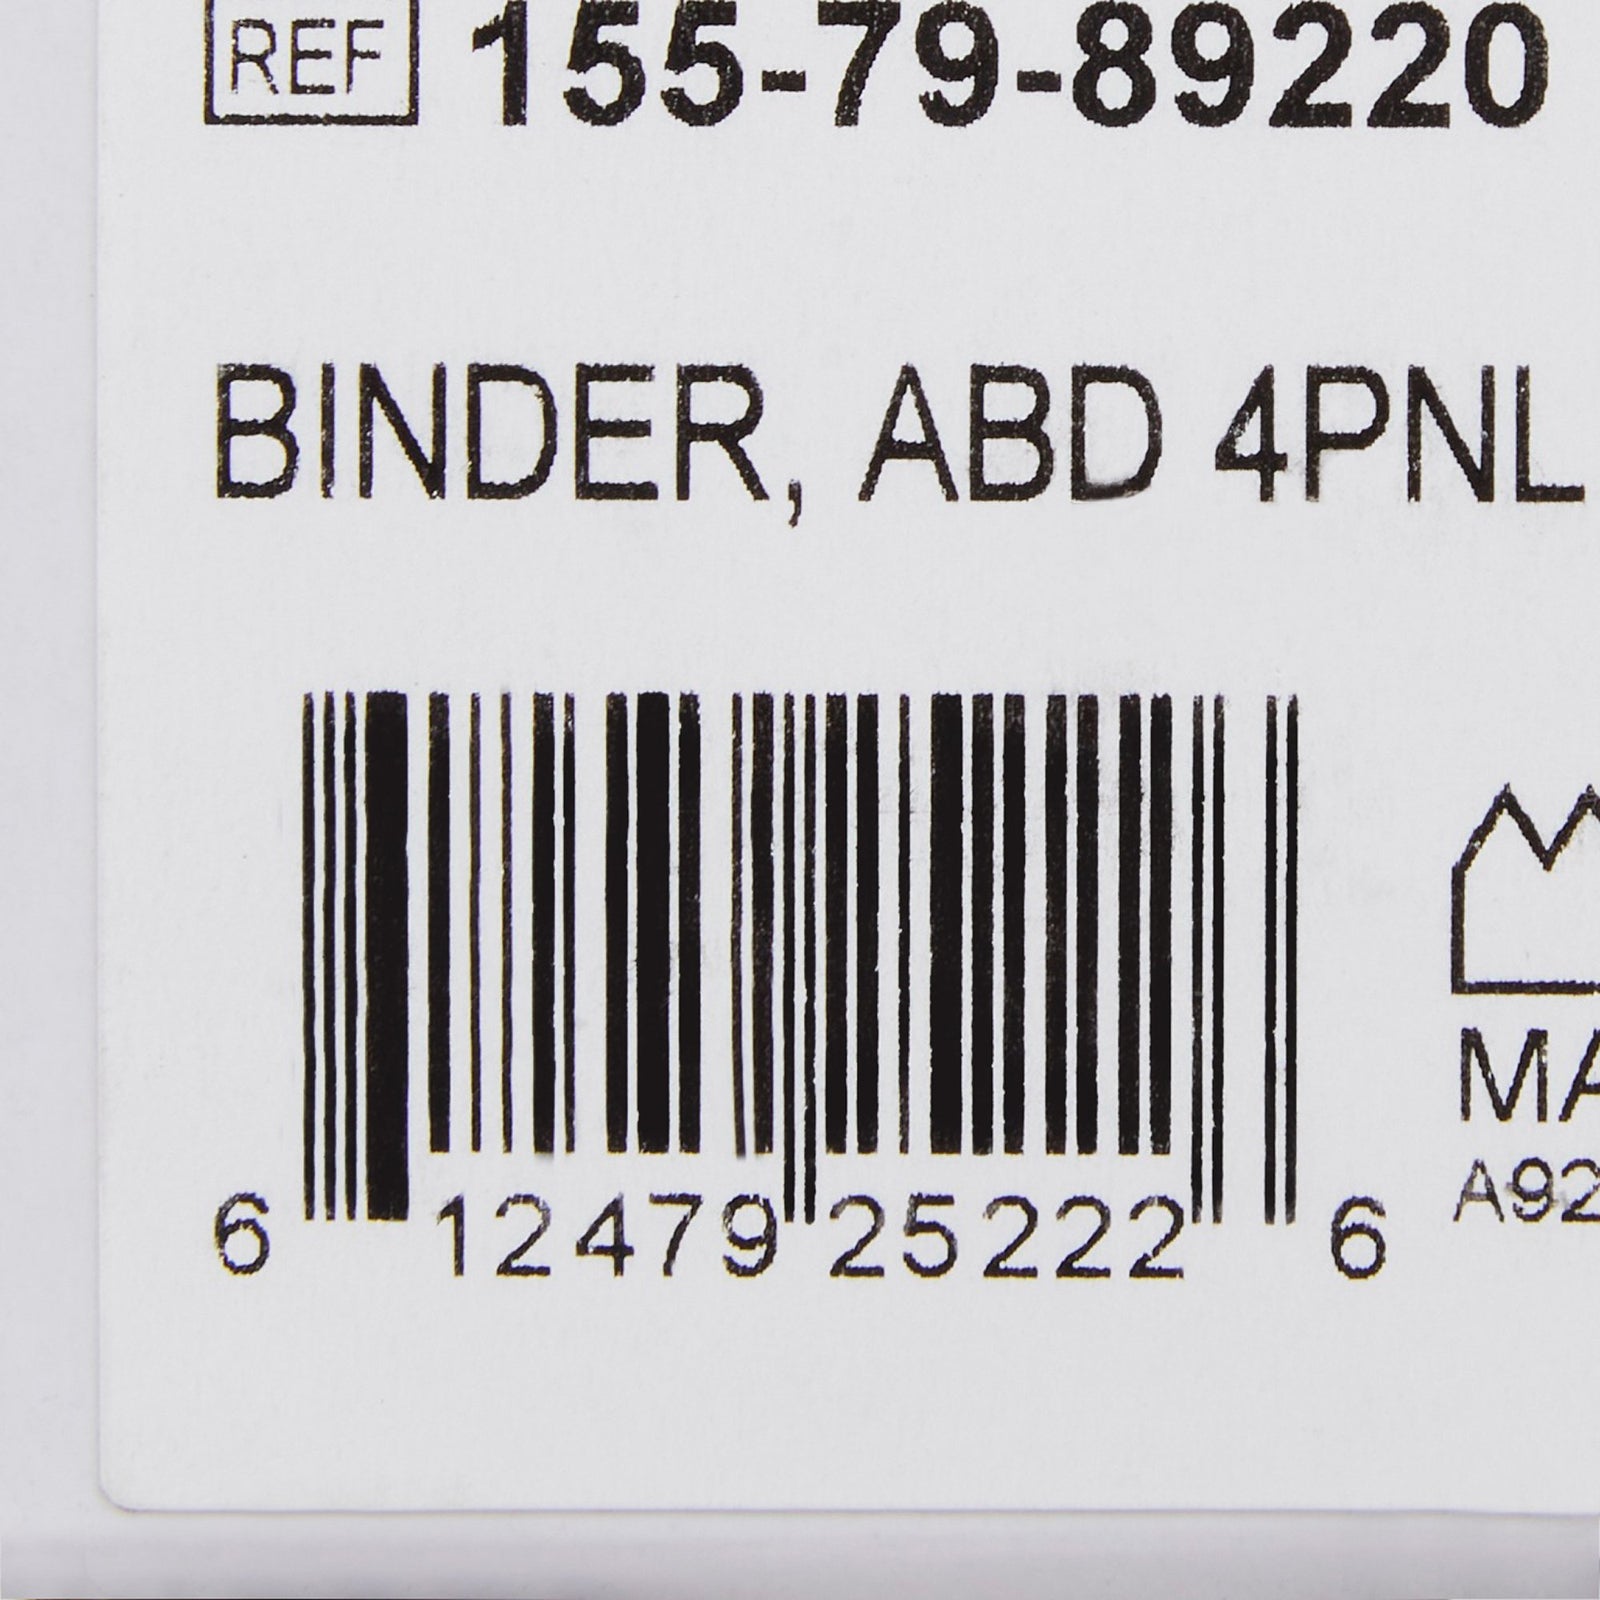 REF 155-79-89220
BINDER, ABD 4PNL
MA
A92
6 12479 25222 6